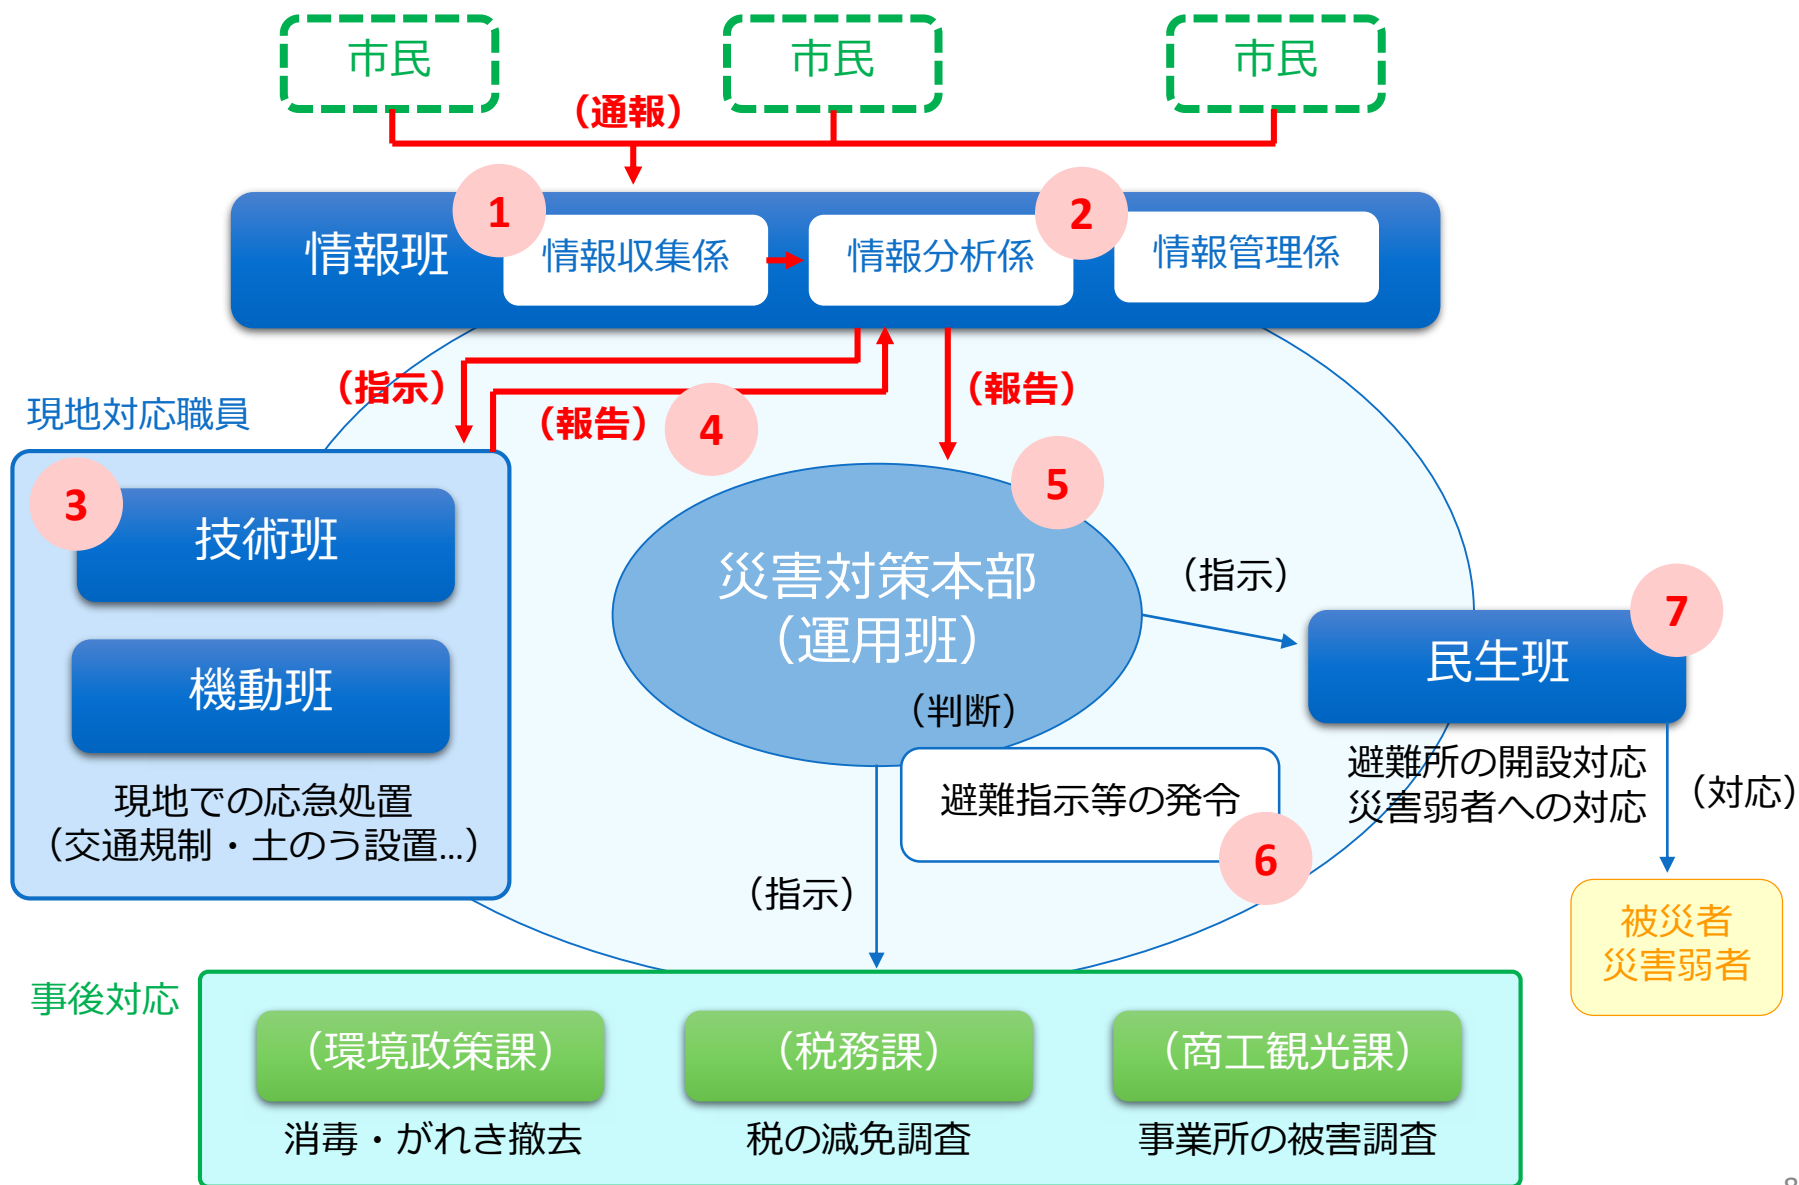 市民
市民
市民
（通報）
1
2
情報班
情報収集係
情報分析係
情報管理係
（指示）
（報告）
4
（報告）
現地対応職員
3
技術班
機動班
現地での応急処置
（交通規制・土のう設置...）
5
災害対策本部
（運用班）
（判断）
避難指示等の発令
6
（指示）
7
民生班
避難所の開設対応
災害弱者への対応
（対応）
被災者
災害弱者
（指示）
事後対応
（環境政策課）
（税務課）
（商工観光課）
消毒・がれき撤去
税の減免調査
事業所の被害調査